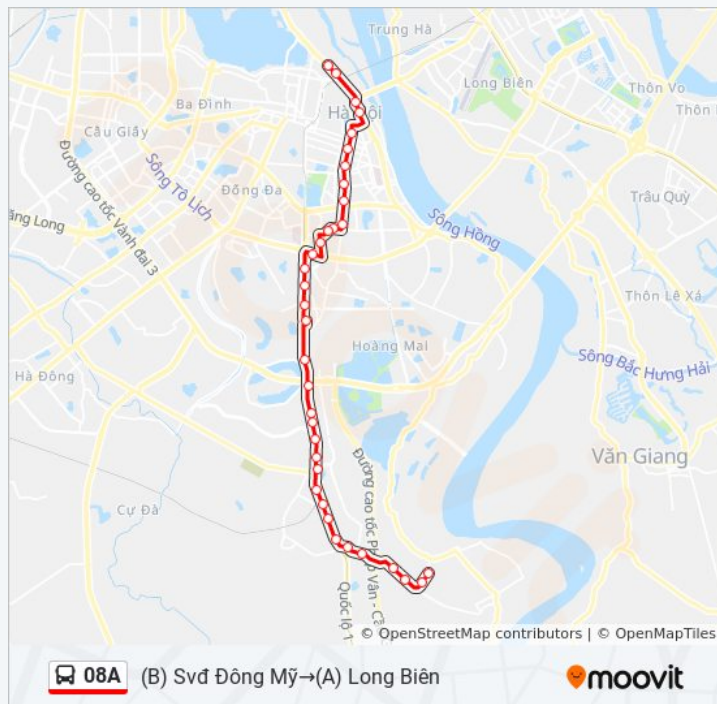 Trung Hà
Long Biên
Thôn Vo
Thôn
Ba Đình
Hà Nội
Cầu Giấy
Đường cao tốc Vành đai 3
Sông Tô Lịch
Đống Đa
Trâu Quỳ
ăng Long
Sông Hồng
Thôn Lê Xá
Hoàng Mai
Sông Bắc Hưng Hải
Hà Đông
Văn Giang
Đường cao tốc Ph
Vân - Cầ
Cự Đà
Quốc lộ 1
© OpenStreetMap contributors | © OpenMapTiles
08A (B) Svđ Đông Mỹ→(A) Long Biên
moovit